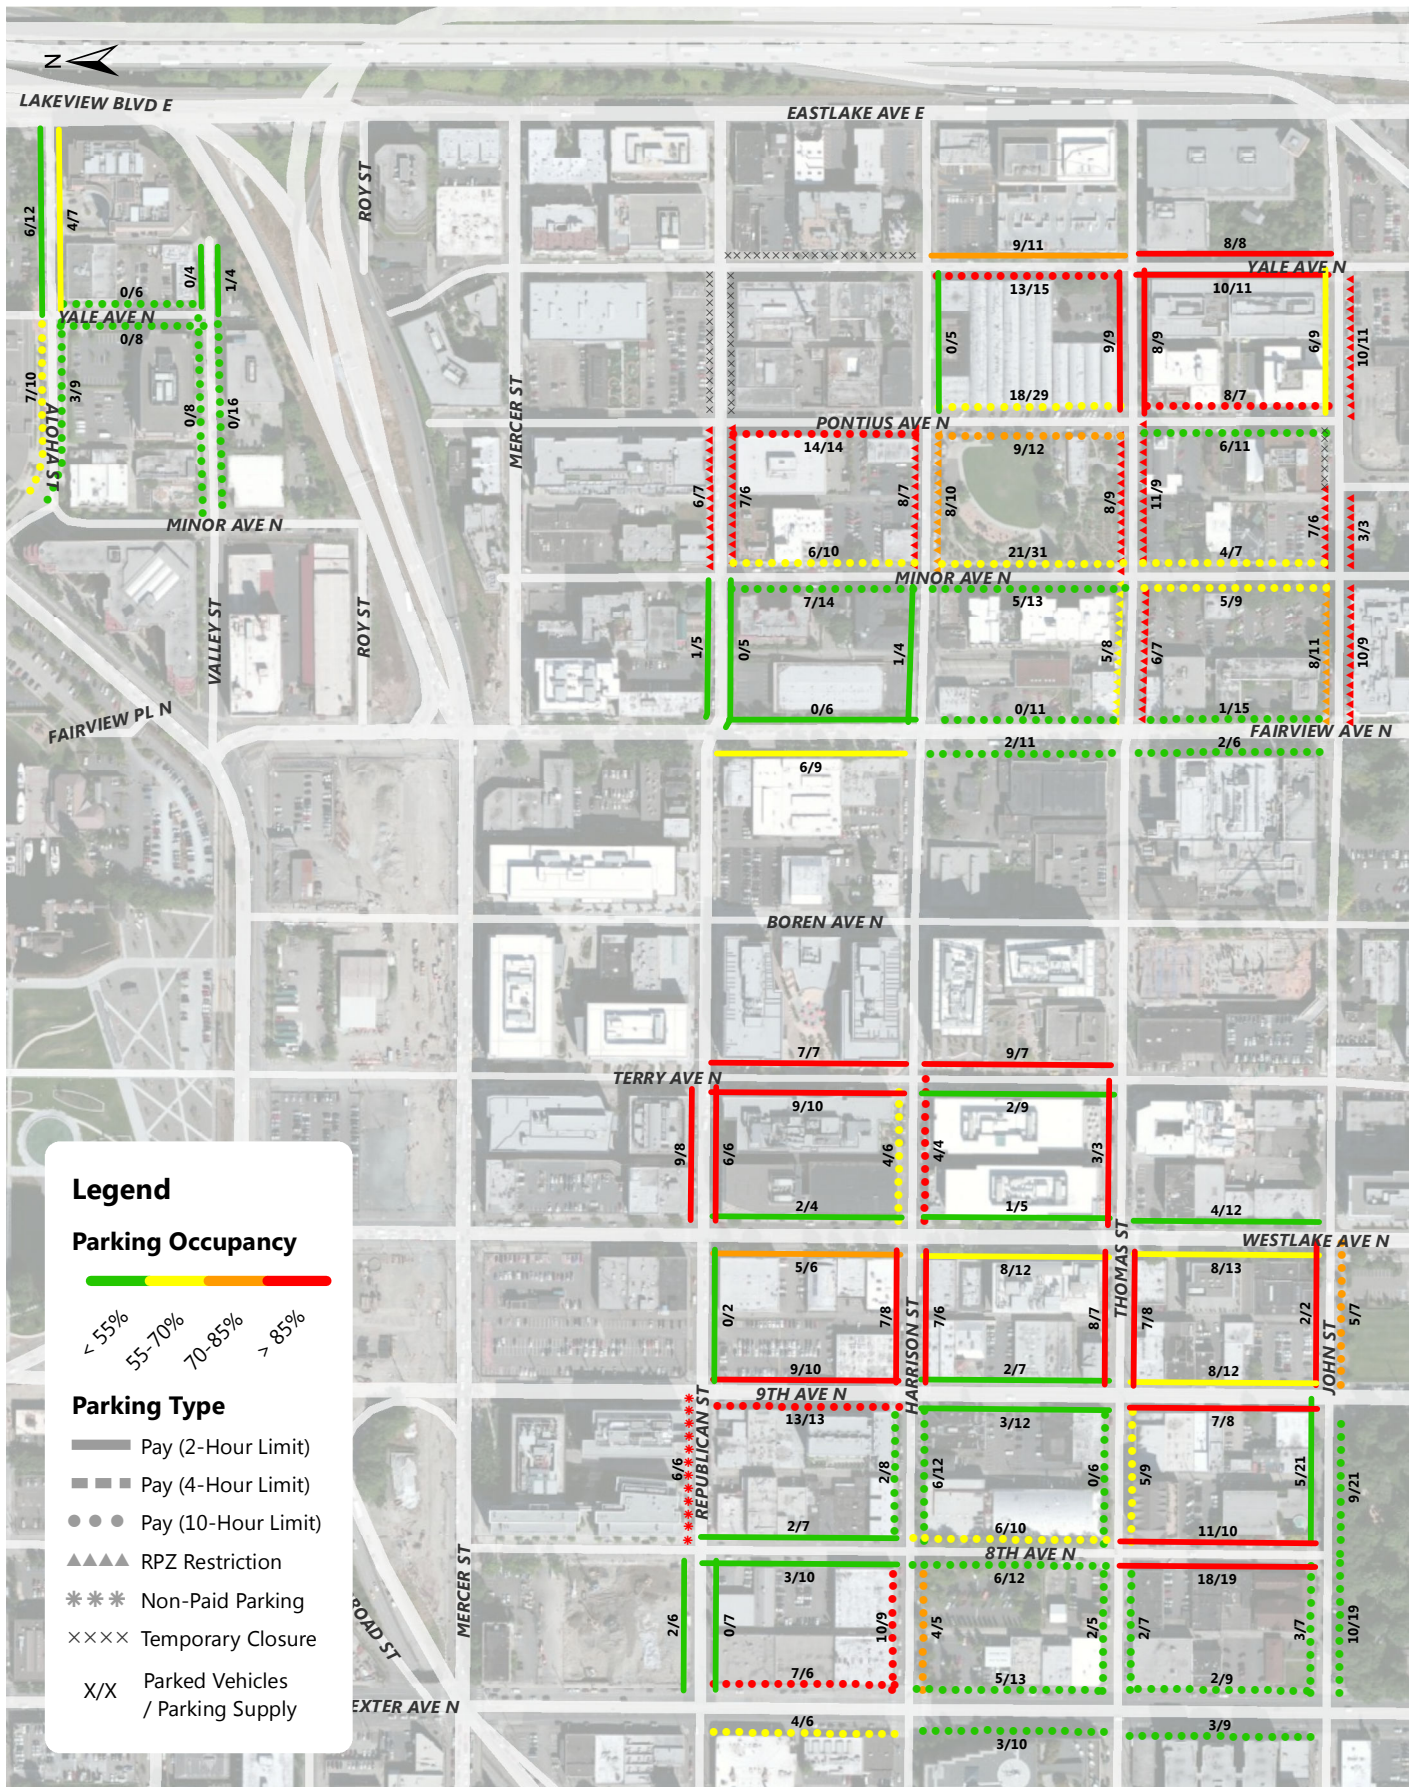 N
LAKEVIEW BLVD E
EASTLAKE AVE E
ROY ST
6/12
4/7
9/11
8/8
0/4
1/4
YALE AVE N
0/6
13/15
10/11
YALE AVE N
0/8
0/5
9/9
8/9
6/9
10/11
7/10
3/9
0/8
0/16
18/29
8/7
MERCER ST
PONTIUS AVE N
ALOHA ST
14/14
9/12
6/11
6/7
7/6
8/7
8/10
8/9
11/9
7/6
3/3
MINOR AVE N
6/10
21/31
4/7
MINOR AVE N
7/14
5/13
5/9
VALLEY ST
ROY ST
1/5
0/5
1/4
5/8
6/7
8/11
10/9
FAIRVIEW PL N
0/6
0/11
1/15
FAIRVIEW AVE N
6/9
2/11
2/6
BOREN AVE N
7/7
9/7
TERRY AVE N
9/10
2/9
9/8
6/6
4/6
4/4
3/3
2/4
1/5
4/12
THOMAS ST
WESTLAKE AVE N
5/6
8/12
8/13
0/2
7/8
HARRISON ST
7/6
8/7
7/8
2/2
JOHN ST
5/7
9/10
2/7
8/12
9TH AVE N
13/13
3/12
7/8
6/6
REPUBLICAN ST
2/8
6/12
0/6
5/9
5/21
9/21
2/7
6/10
11/10
8TH AVE N
3/10
6/12
18/19
MERCER ST
2/6
0/7
10/9
4/5
2/5
2/7
3/7
10/19
7/6
5/13
2/9
4/6
3/10
3/9
Legend
Parking Occupancy
< 55%
55-70%
70-85%
> 85%
Parking Type
Pay (2-Hour Limit)
Pay (4-Hour Limit)
Pay (10-Hour Limit)
RPZ Restriction
Non-Paid Parking
Temporary Closure
X/X Parked Vehicles
/ Parking Supply
ROAD ST
EXTER AVE N